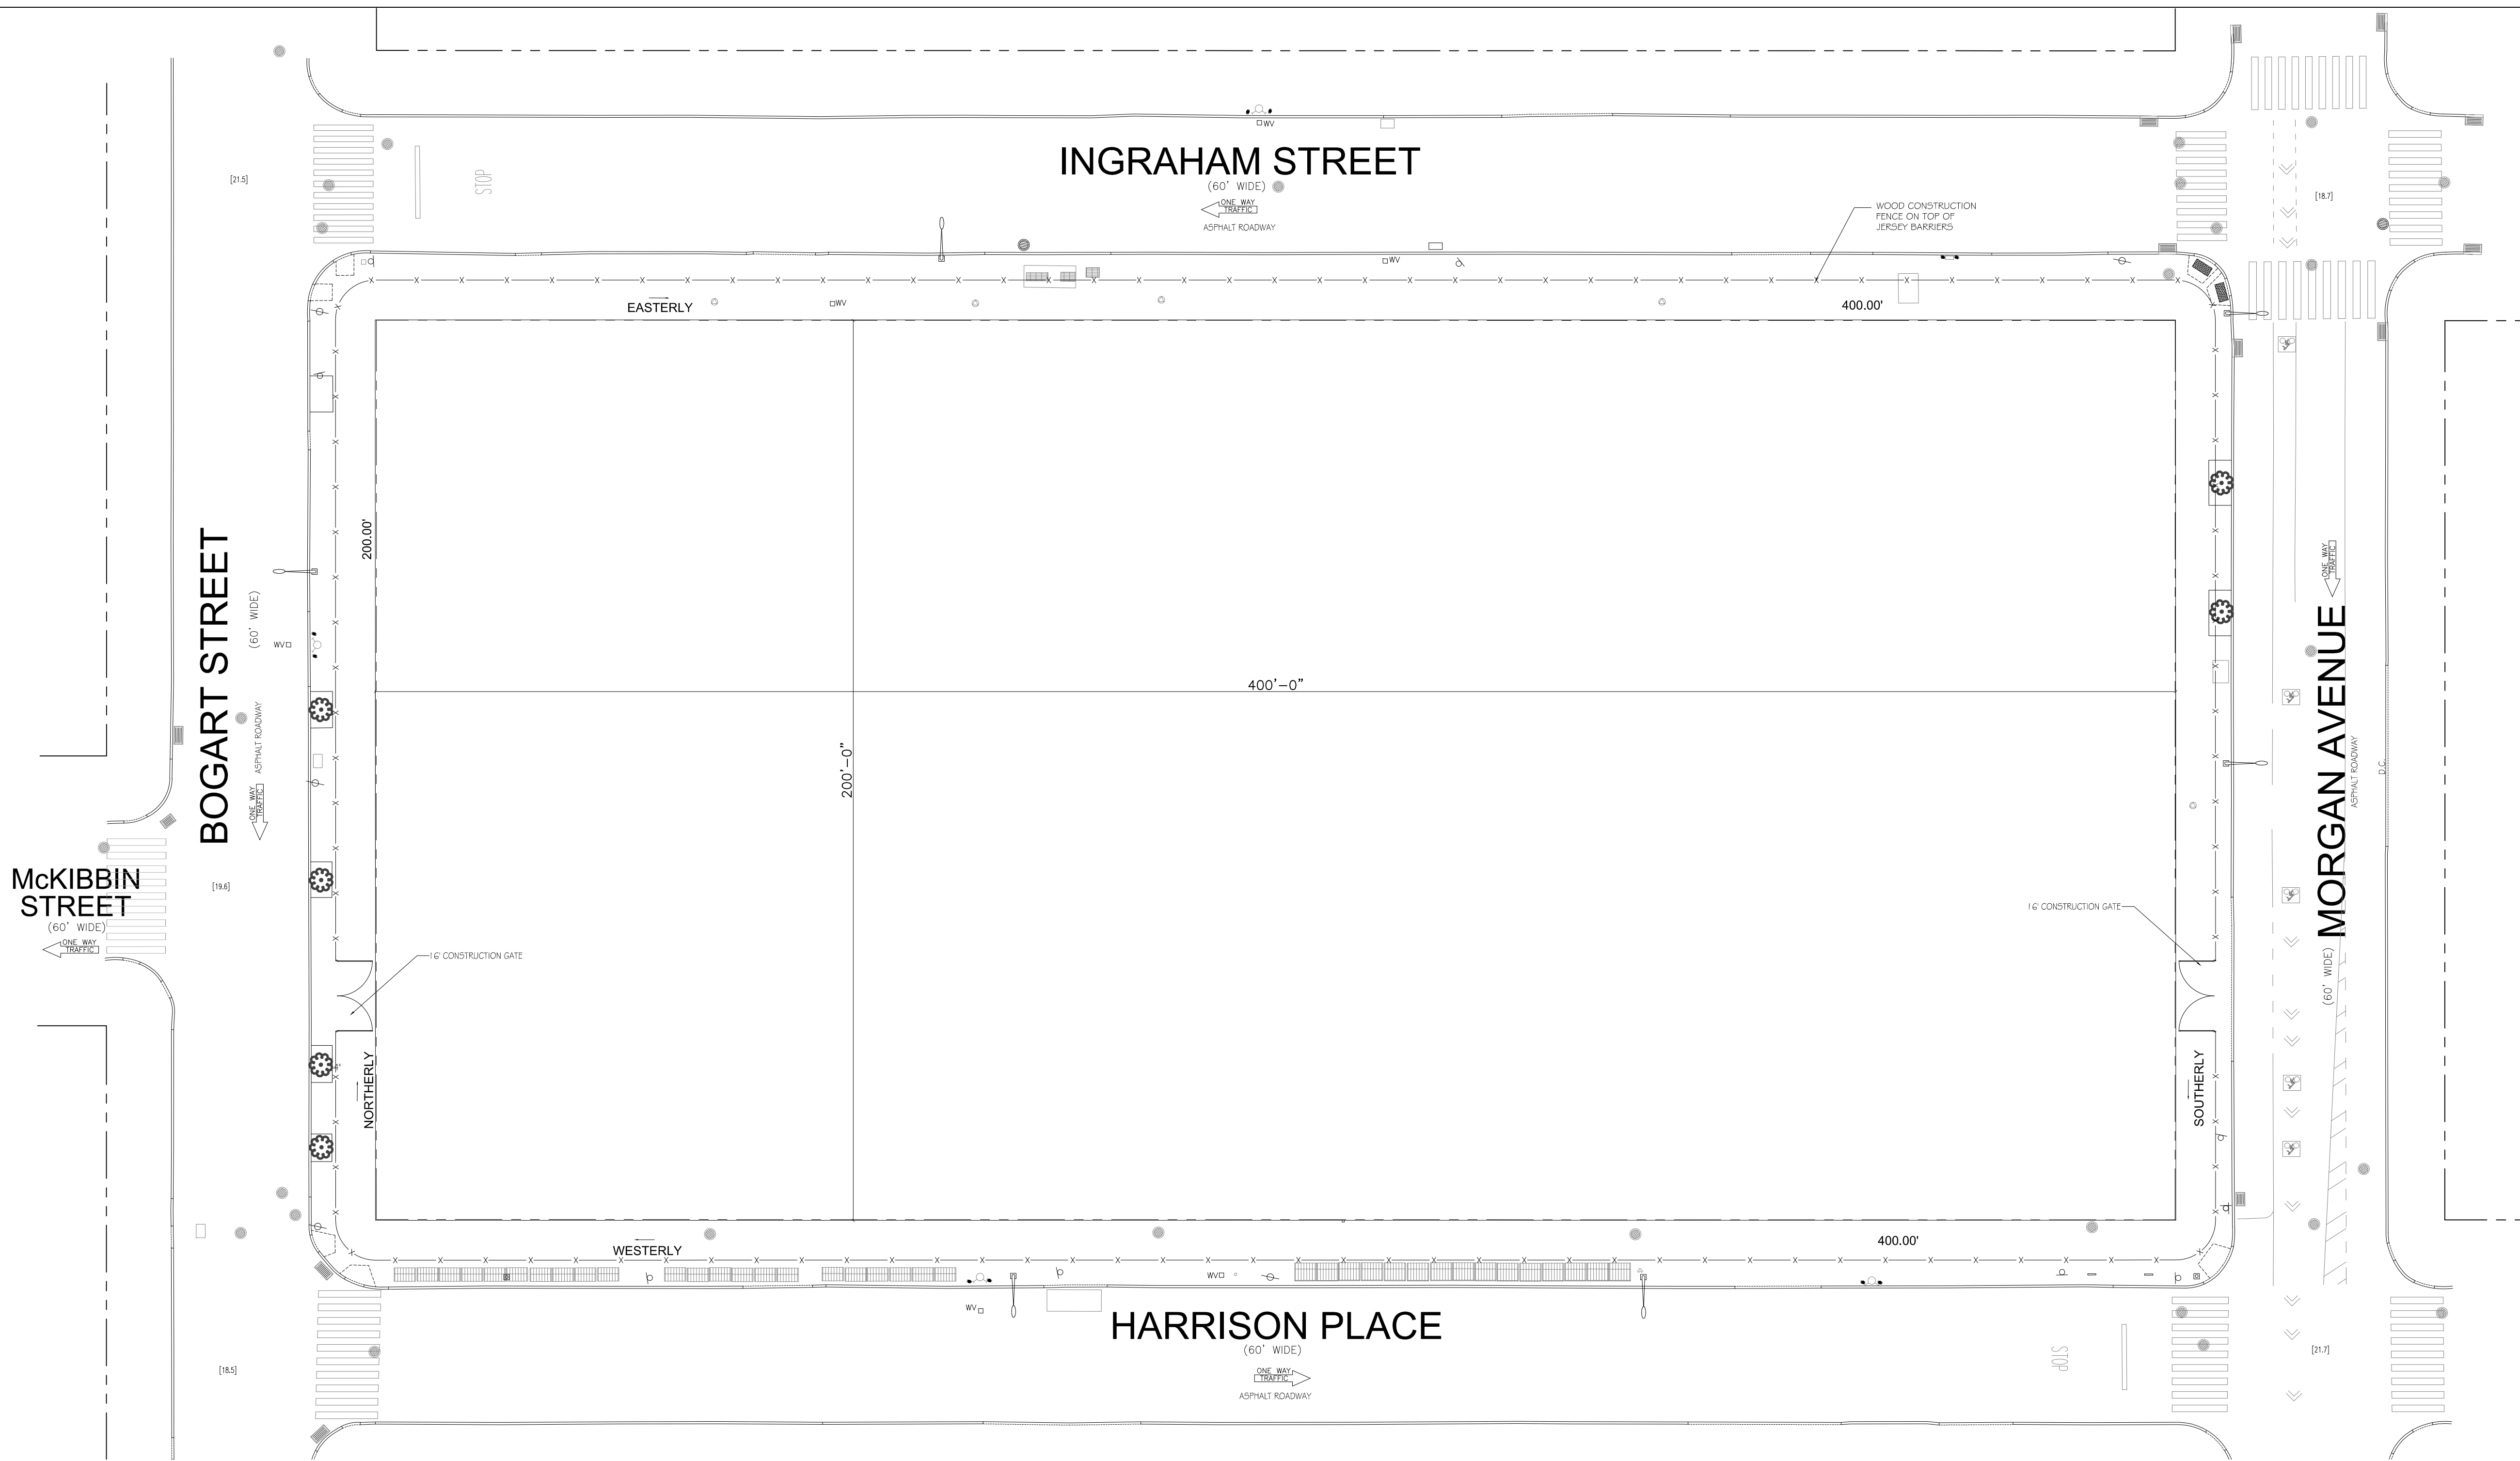 INGRAHAM STREET
(60' WIDE)
ONE WAY
TRAFFIC
ASPHALT ROADWAY
WV
STOP
[21.5]
[18.7]
WOOD CONSTRUCTION
FENCE ON TOP OF
JERSEY BARRIERS
WV
WV
EASTERLY
400.00'
200.00'
BOGART STREET
(60' WIDE)
WV
ASPHALT ROADWAY
ONE WAY
TRAFFIC
400'-0"
200'-0"
ONE WAY
TRAFFIC
MORGAN AVENUE
(60' WIDE)
ASPHALT ROADWAY
D.C.
McKIBBIN
STREET
(60' WIDE)
ONE WAY
TRAFFIC
[19.6]
16' CONSTRUCTION GATE
16' CONSTRUCTION GATE
NORTHERLY
SOUTHERLY
WESTERLY
400.00'
WV
WV
HARRISON PLACE
(60' WIDE)
ONE WAY
TRAFFIC
ASPHALT ROADWAY
STOP
[18.5]
[21.7]